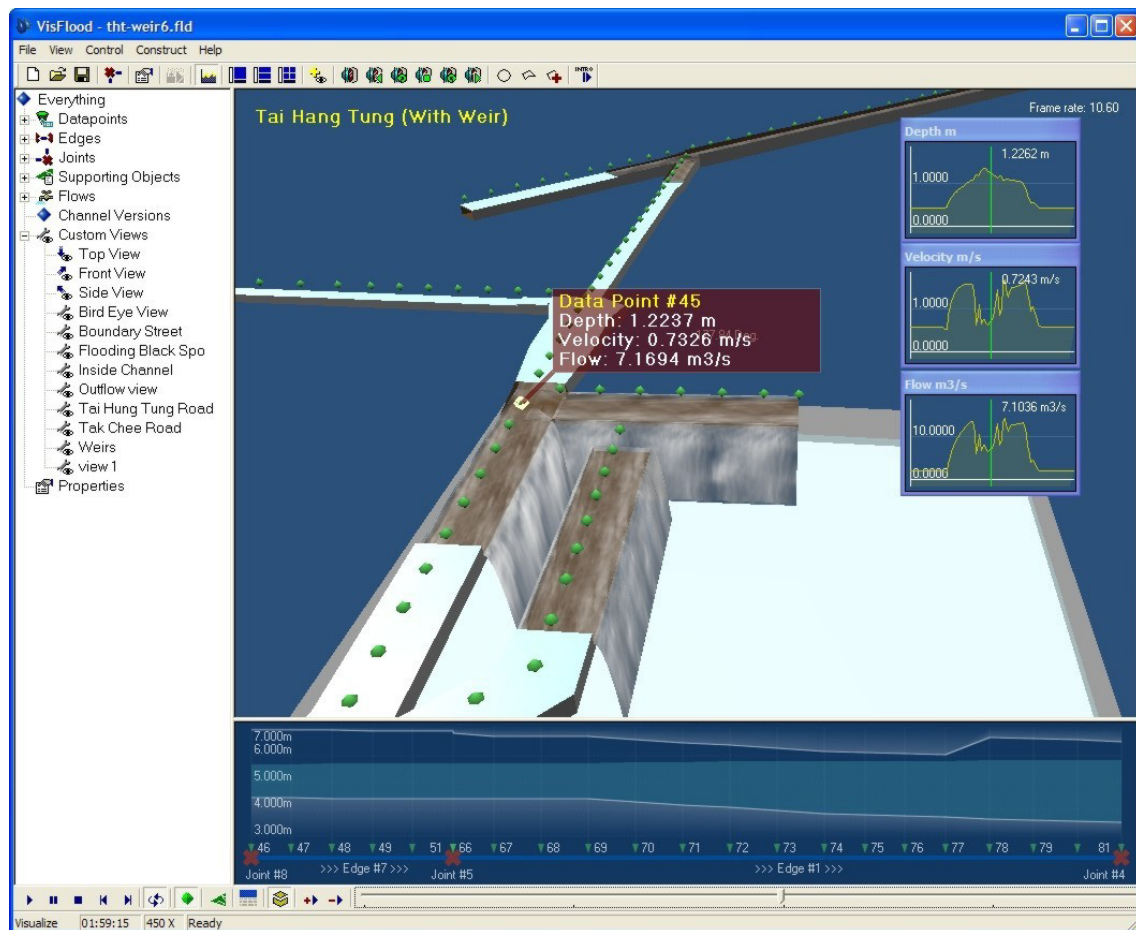 VisFlood - tht-weir6.fld
File View Control Construct Help
INTRO
Everything
Datapoints
Edges
Joints
Supporting Objects
Flows
Channel Versions
Custom Views
Top View
Front View
Side View
Bird Eye View
Boundary Street
Flooding Black Spo
Inside Channel
Outflow view
Tai Hung Tung Road
Tak Chee Road
Weirs
view 1
Properties
Tai Hang Tung (With Weir)
Frame rate: 10.60
Depth m
1.2262 m
1.0000
0.0000
Velocity m/s
0.7243 m/s
1.0000
0.0000
Flow m3/s
7.1036 m3/s
10.0000
0.0000
Data Point #45
Depth: 1.2237 m
Velocity: 0.7326 m/s
Flow: 7.1694 m3/s
7.000m
6.000m
5.000m
4.000m
3.000m
46 47 48 49 51 66 67 68 69 70 71 72 73 74 75 76 77 78 79 81
Joint #8 >>> Edge #7 >>> Joint #5 >>> Edge #1 >>> Joint #4
Visualize 01:59:15 450 X Ready